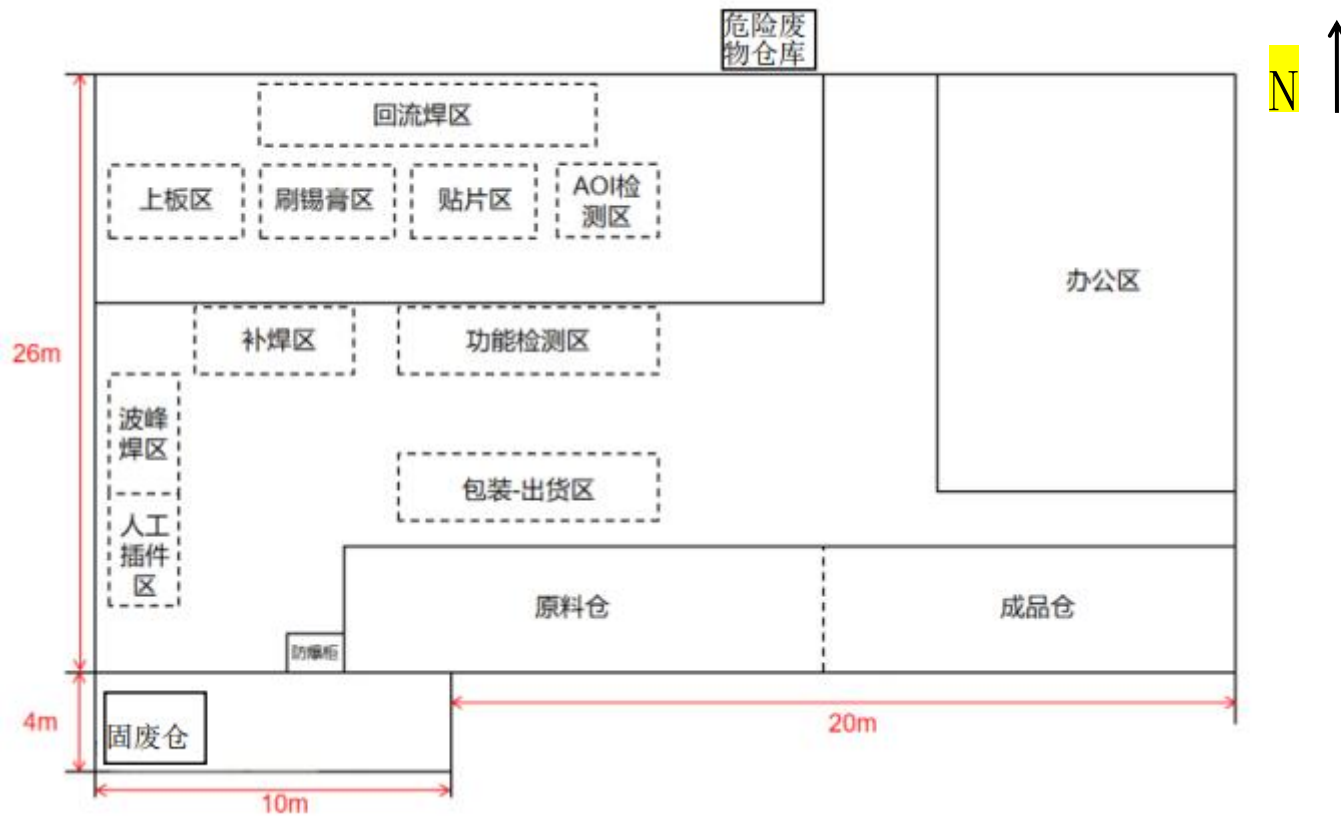 危险废
物仓库
N
回流焊区
上板区
刷锡膏区
贴片区
AOI检
测区
办公区
补焊区
功能检测区
26m
波峰
焊区
包装-出货区
人工
插件
区
原料仓
成品仓
防爆柜
4m
固废仓
20m
10m